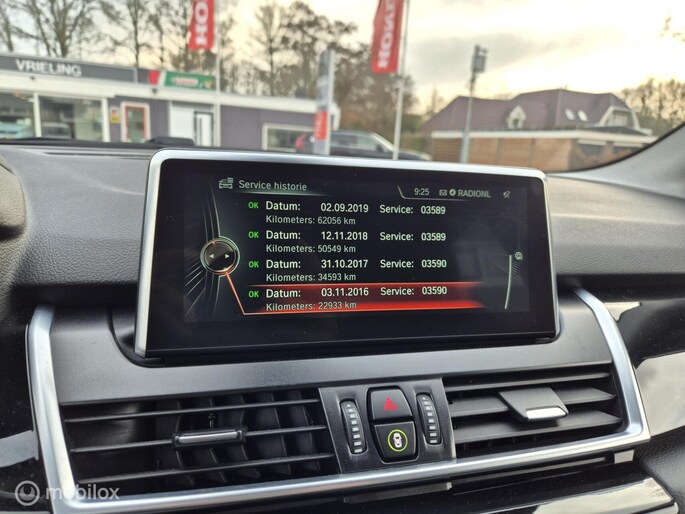 VRIELING
Service historie
9:25 RADIONL
OK Datum: 02.09.2019 Service: 03589
Kilometers: 62056 km
OK Datum: 12.11.2018 Service: 03589
Kilometers: 50549 km
OK Datum: 31.10.2017 Service: 03590
Kilometers: 34593 km
OK Datum: 03.11.2016 Service: 03590
Kilometers: 22933 km
mobilox